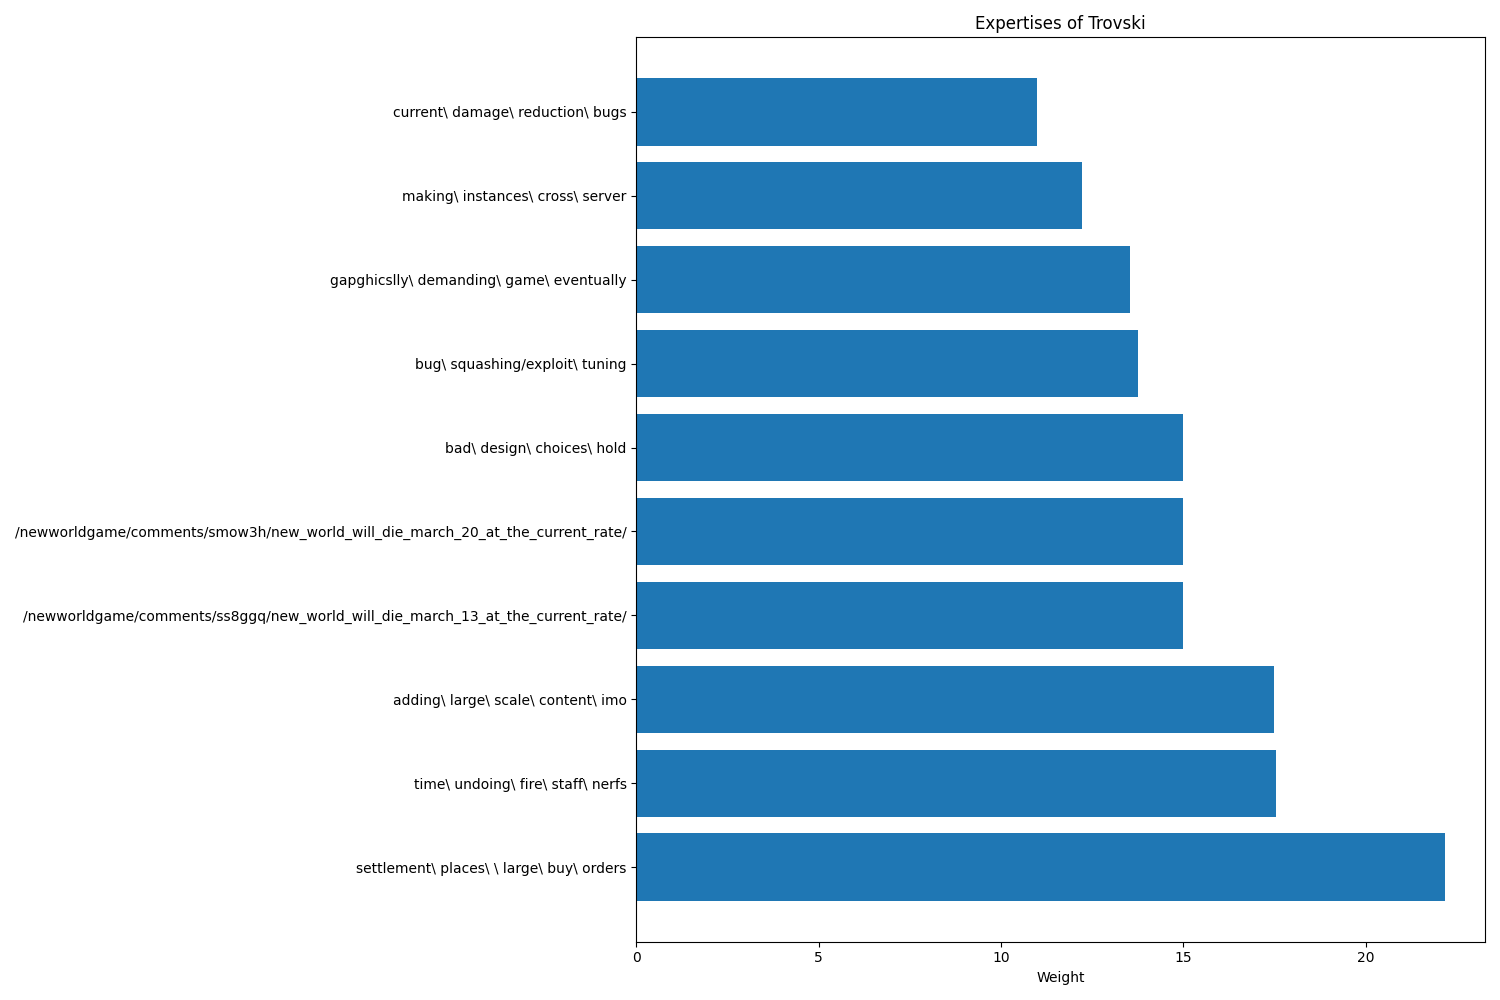 Expertises of Trovski
current\ damage\ reduction\ bugs
making\ instances\ cross\ server
gapghicslly\ demanding\ game\ eventually
bug\ squashing/exploit\ tuning
bad\ design\ choices\ hold
/newworldgame/comments/smow3h/new_world_will_die_march_20_at_the_current_rate/
/newworldgame/comments/ss8ggq/new_world_will_die_march_13_at_the_current_rate/
adding\ large\ scale\ content\ imo
time\ undoing\ fire\ staff\ nerfs
settlement\ places\ \ large\ buy\ orders
0 5 10 15 20
Weight